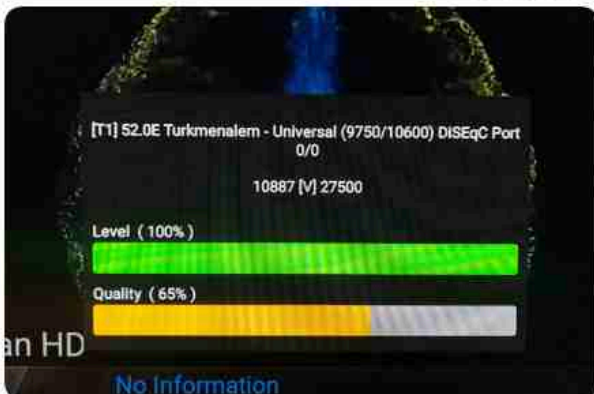 [T1] 52.0E Turkmenalem - Universal (9750/10600) DiSEqC Port
0/0
10887 [V] 27500
Level ( 100% )
Quality ( 65% )
an HD
No Information